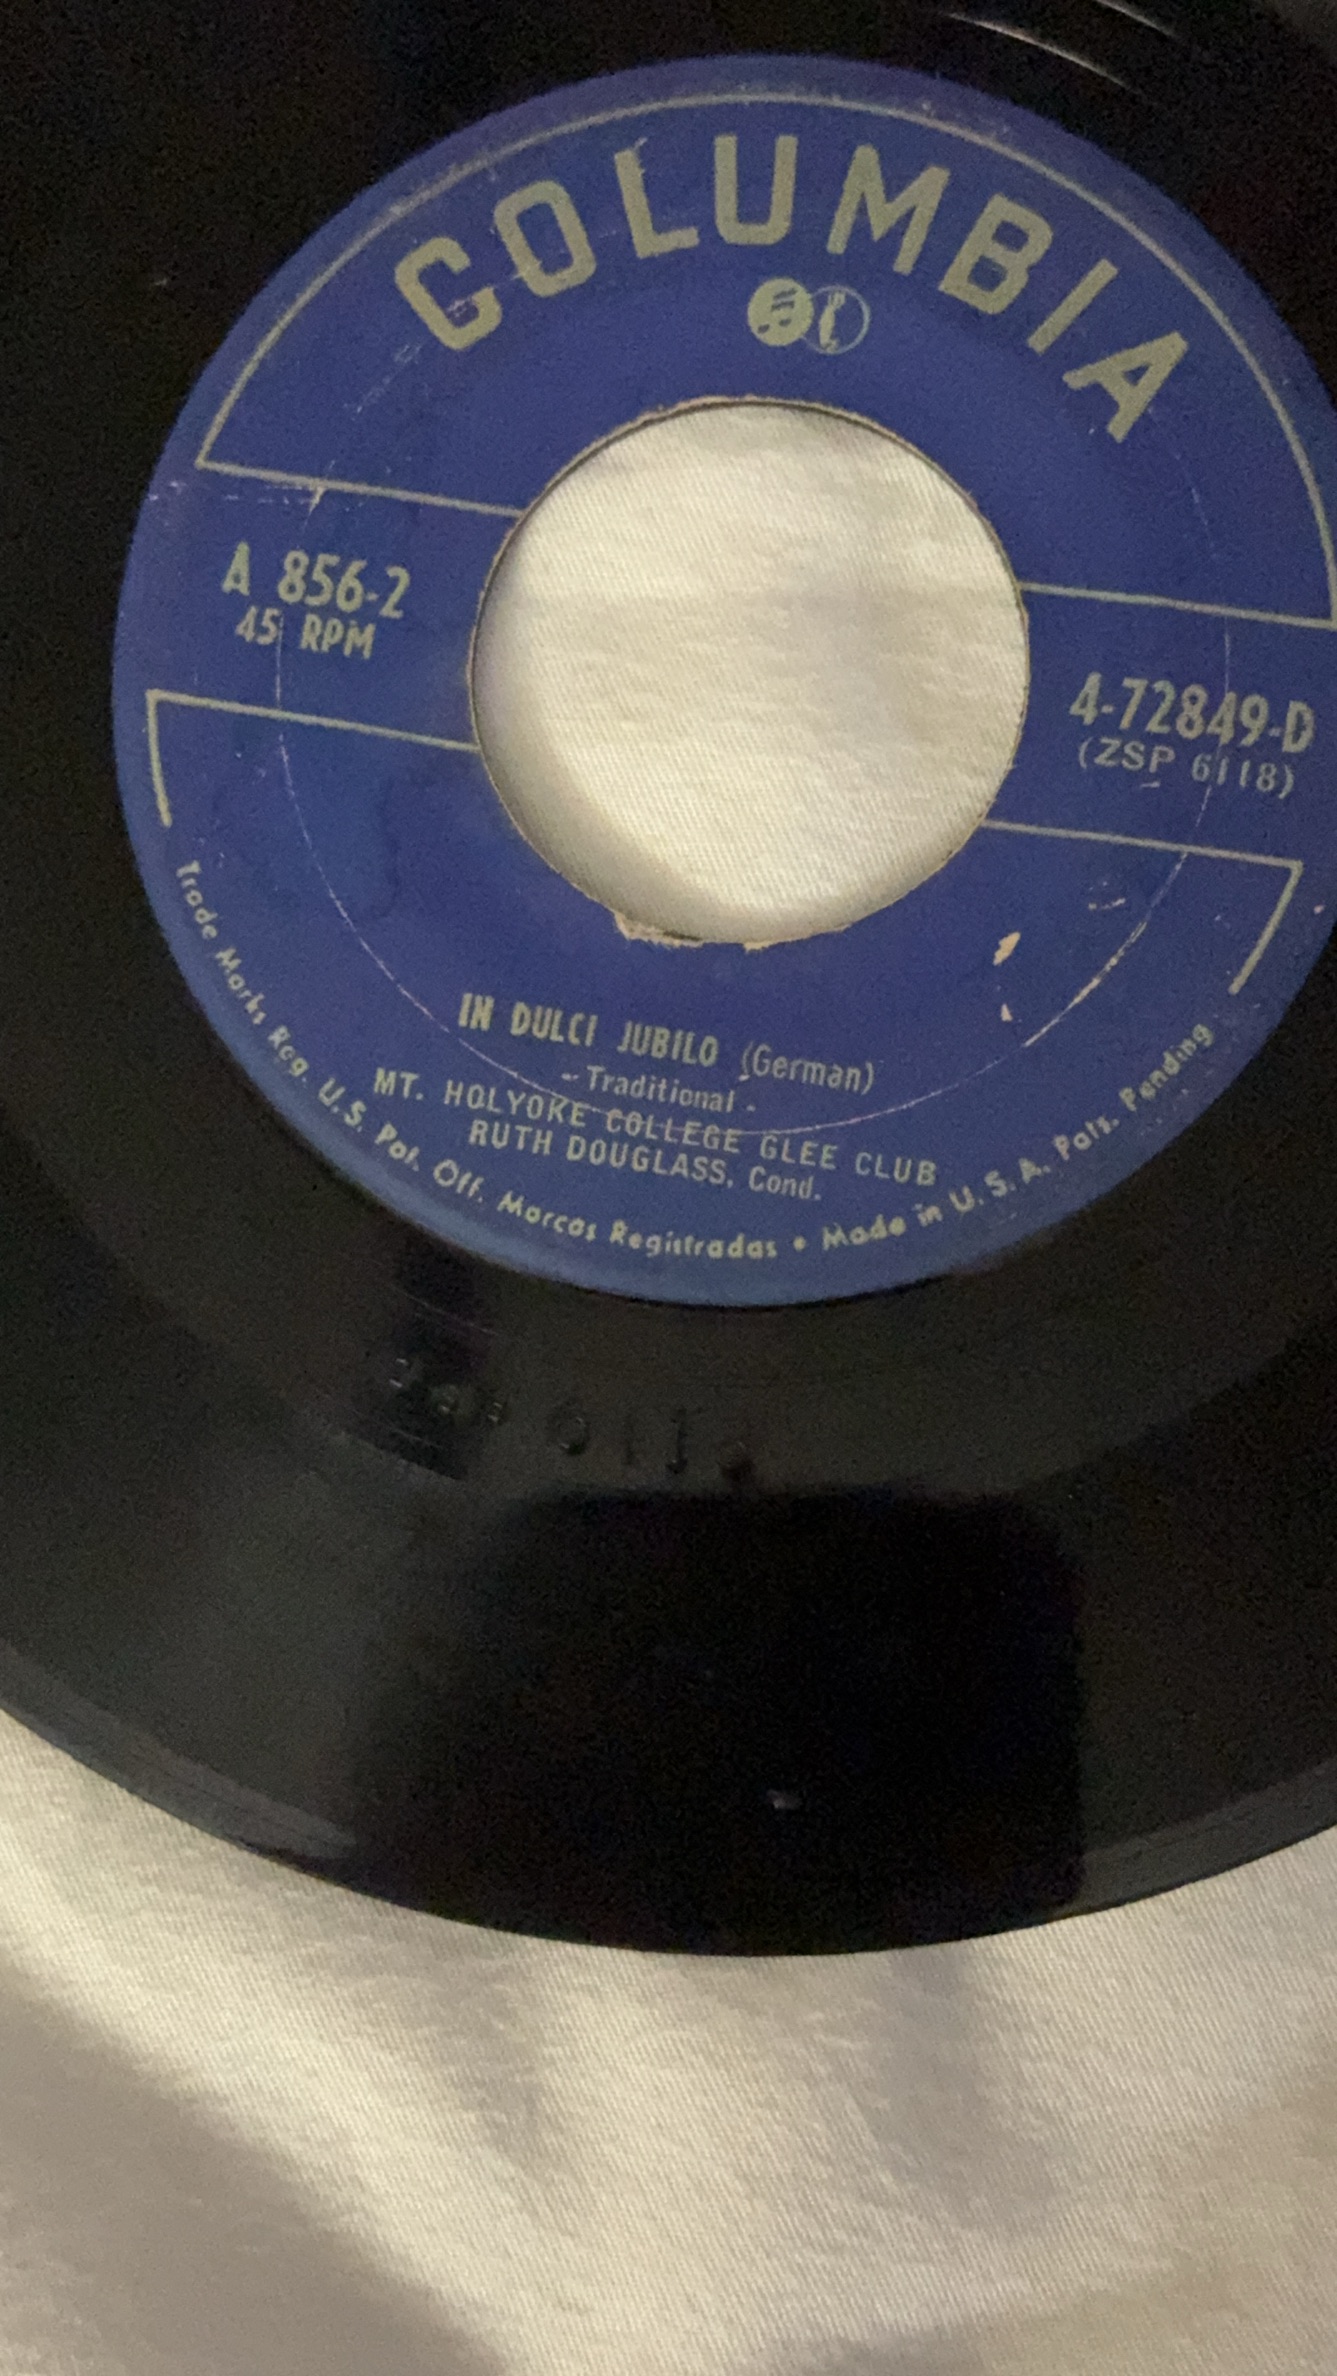 COLUMBIA
A 856-2
45 RPM
4-72849-D
(ZSP 6118)
IN DULCI JUBILO (German)
- Traditional -
MT. HOLYOKE COLLEGE GLEE CLUB
RUTH DOUGLASS, Cond.
Trade Marks Reg. U.S. Pat. Off. Marcas Registradas • Made in U.S.A. Pats. Pending